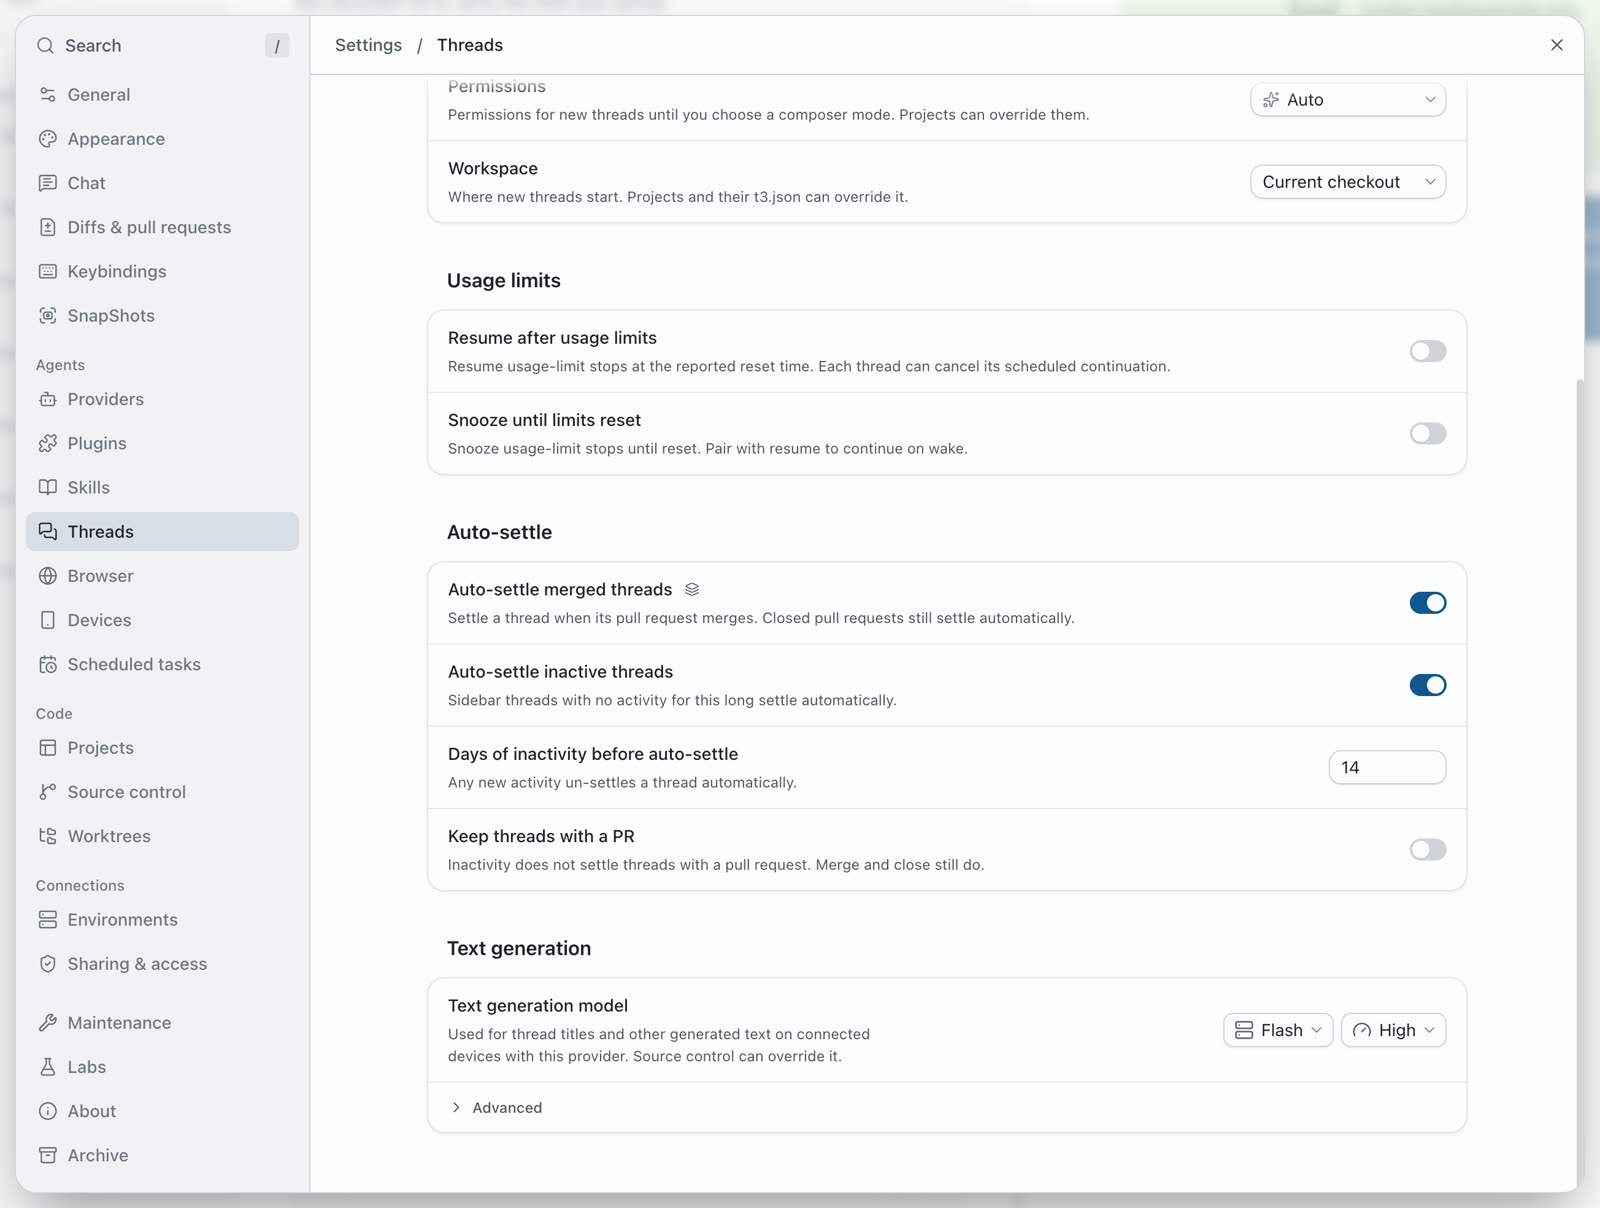 Search
/
General
Appearance
Chat
Diffs & pull requests
Keybindings
SnapShots
Agents
Providers
Plugins
Skills
Threads
Browser
Devices
Scheduled tasks
Code
Projects
Source control
Worktrees
Connections
Environments
Sharing & access
Maintenance
Labs
About
Archive
Settings / Threads
Permissions
Permissions for new threads until you choose a composer mode. Projects can override them.
Auto
Workspace
Where new threads start. Projects and their t3.json can override it.
Current checkout
Usage limits
Resume after usage limits
Resume usage-limit stops at the reported reset time. Each thread can cancel its scheduled continuation.
Snooze until limits reset
Snooze usage-limit stops until reset. Pair with resume to continue on wake.
Auto-settle
Auto-settle merged threads
Settle a thread when its pull request merges. Closed pull requests still settle automatically.
Auto-settle inactive threads
Sidebar threads with no activity for this long settle automatically.
Days of inactivity before auto-settle
Any new activity un-settles a thread automatically.
14
Keep threads with a PR
Inactivity does not settle threads with a pull request. Merge and close still do.
Text generation
Text generation model
Used for thread titles and other generated text on connected
devices with this provider. Source control can override it.
Flash
High
Advanced